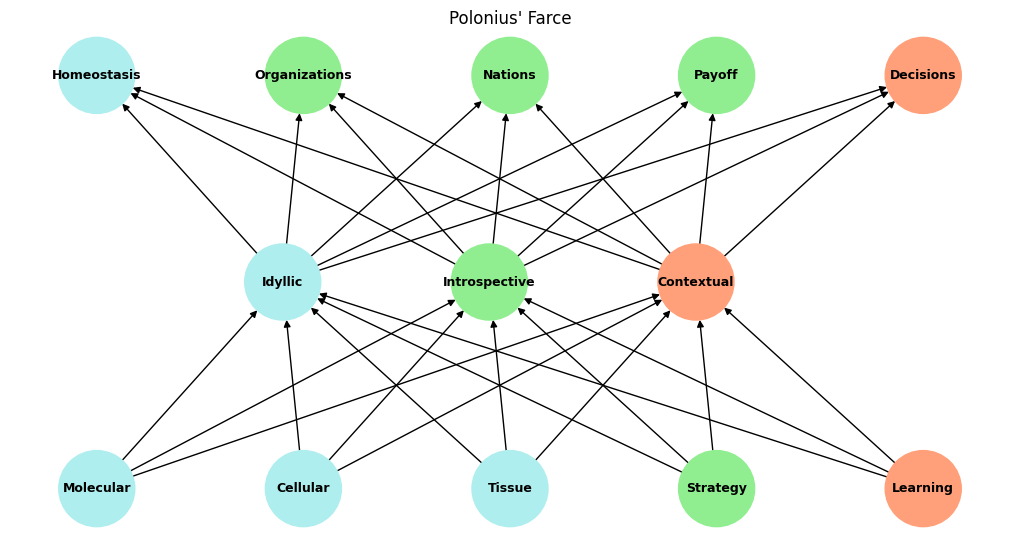 Polonius' Farce
Homeostasis
Organizations
Nations
Payoff
Decisions
Idyllic
Introspective
Contextual
Molecular
Cellular
Tissue
Strategy
Learning